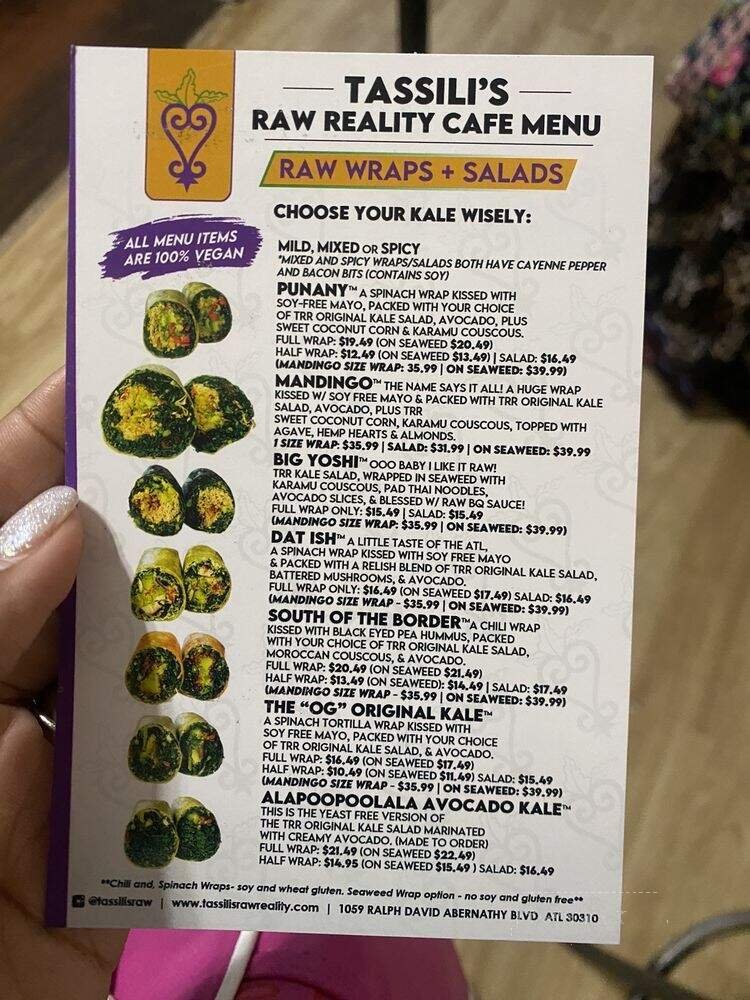 TASSILI'S
RAW REALITY CAFE MENU
RAW WRAPS + SALADS
CHOOSE YOUR KALE WISELY:
ALL MENU ITEMS
ARE 100% VEGAN
MILD, MIXED OR SPICY
*MIXED AND SPICY WRAPS/SALADS BOTH HAVE CAYENNE PEPPER
AND BACON BITS (CONTAINS SOY)
PUNANY™ A SPINACH WRAP KISSED WITH
SOY-FREE MAYO, PACKED WITH YOUR CHOICE
OF TRR ORIGINAL KALE SALAD, AVOCADO, PLUS
SWEET COCONUT CORN & KARAMU COUSCOUS.
FULL WRAP: $19.49 (ON SEAWEED $20.49)
HALF WRAP: $12.49 (ON SEAWEED $13.49) | SALAD: $16.49
(MANDINGO SIZE WRAP: 35.99 | ON SEAWEED: $39.99)
MANDINGO™ THE NAME SAYS IT ALL! A HUGE WRAP
KISSED W/ SOY FREE MAYO & PACKED WITH TRR ORIGINAL KALE
SALAD, AVOCADO, PLUS TRR
SWEET COCONUT CORN, KARAMU COUSCOUS, TOPPED WITH
AGAVE, HEMP HEARTS & ALMONDS.
1 SIZE WRAP: $35.99 | SALAD: $31.99 | ON SEAWEED: $39.99
BIG YOSHI™ OOO BABY I LIKE IT RAW!
TRR KALE SALAD, WRAPPED IN SEAWEED WITH
KARAMU COUSCOUS, PAD THAI NOODLES,
AVOCADO SLICES, & BLESSED W/ RAW BQ SAUCE!
FULL WRAP ONLY: $15.49 | SALAD: $15.49
(MANDINGO SIZE WRAP: $35.99 | ON SEAWEED: $39.99)
DAT ISH™ A LITTLE TASTE OF THE ATL,
A SPINACH WRAP KISSED WITH SOY FREE MAYO
& PACKED WITH A RELISH BLEND OF TRR ORIGINAL KALE SALAD,
BATTERED MUSHROOMS, & AVOCADO.
FULL WRAP ONLY: $16.49 (ON SEAWEED $17.49) SALAD: $16.49
(MANDINGO SIZE WRAP - $35.99 | ON SEAWEED: $39.99)
SOUTH OF THE BORDER™ A CHILI WRAP
KISSED WITH BLACK EYED PEA HUMMUS, PACKED
WITH YOUR CHOICE OF TRR ORIGINAL KALE SALAD,
MOROCCAN COUSCOUS, & AVOCADO.
FULL WRAP: $20.49 (ON SEAWEED $21.49)
HALF WRAP: $13.49 (ON SEAWEED): $14.49 | SALAD: $17.49
(MANDINGO SIZE WRAP - $35.99 | ON SEAWEED: $39.99)
THE "OG" ORIGINAL KALE™
A SPINACH TORTILLA WRAP KISSED WITH
SOY FREE MAYO, PACKED WITH YOUR CHOICE
OF TRR ORIGINAL KALE SALAD, & AVOCADO.
FULL WRAP: $16.49 (ON SEAWEED $17.49)
HALF WRAP: $10.49 (ON SEAWEED $11.49) SALAD: $15.49
(MANDINGO SIZE WRAP - $35.99 | ON SEAWEED: $39.99)
ALAPOOPOOLALA AVOCADO KALE™
THIS IS THE YEAST FREE VERSION OF
THE TRR ORIGINAL KALE SALAD MARINATED
WITH CREAMY AVOCADO. (MADE TO ORDER)
FULL WRAP: $21.49 (ON SEAWEED $22.49)
HALF WRAP: $14.95 (ON SEAWEED $15.49 ) SALAD: $16.49
**Chili and, Spinach Wraps- soy and wheat gluten. Seaweed Wrap option - no soy and gluten free**
@tassilisraw | www.tassilisrawreality.com | 1059 RALPH DAVID ABERNATHY BLVD ATL 30310